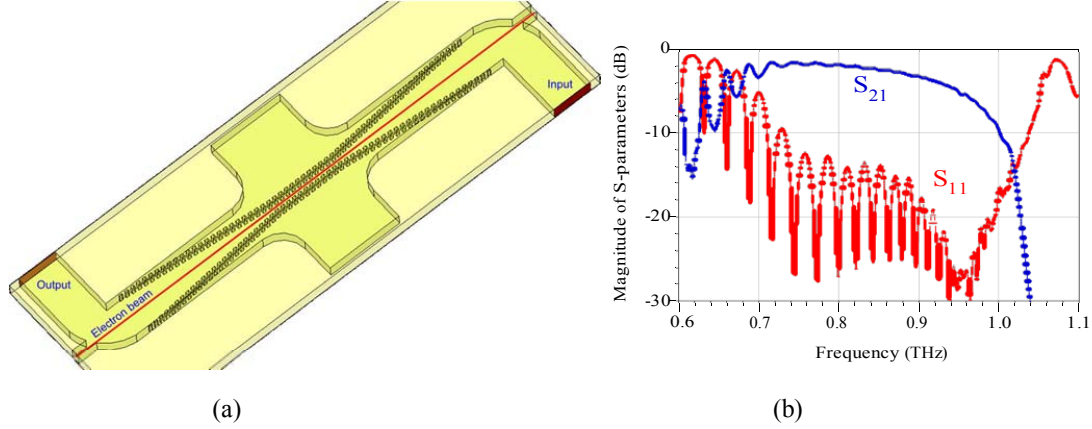 Input
Output
Electron beam
(a)
Magnitude of S-parameters (dB)
0
-10
-20
-30
S21
S11
0.6 0.7 0.8 0.9 1.0 1.1
Frequency (THz)
(b)